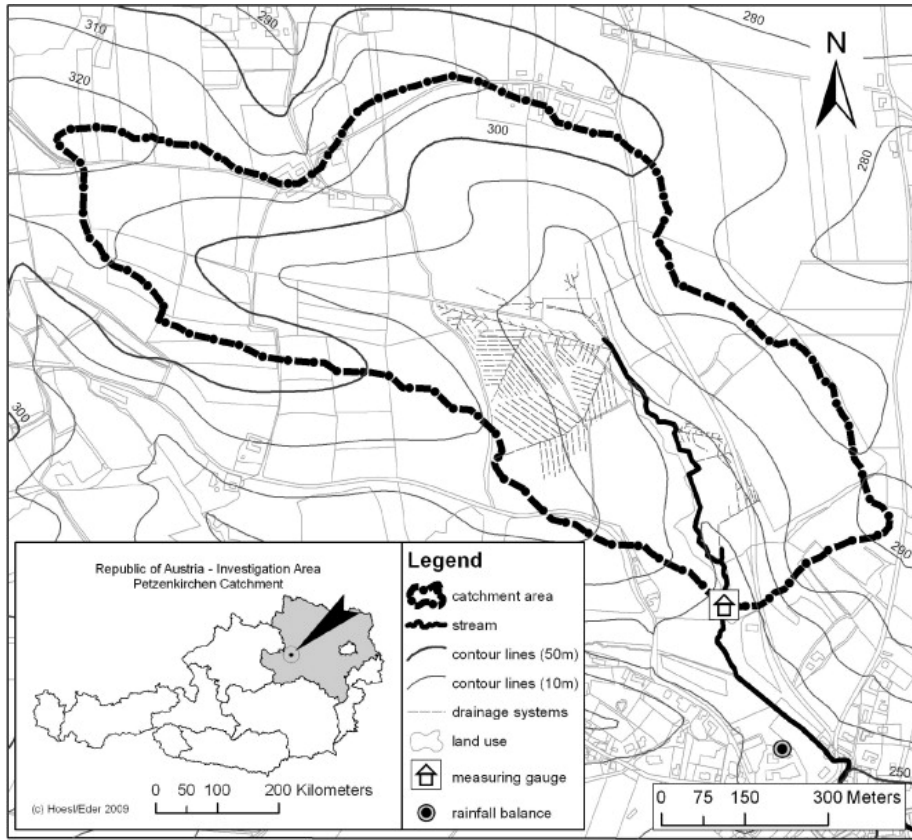 280
290
310
N
320
300
280
300
290
Republic of Austria - Investigation Area
Petzenkirchen Catchment
0 50 100 200 Kilometers
(c) Hoesl/Eder 2009
Legend
catchment area
stream
contour lines (50m)
contour lines (10m)
drainage systems
land use
measuring gauge
rainfall balance
250
0 75 150 300 Meters